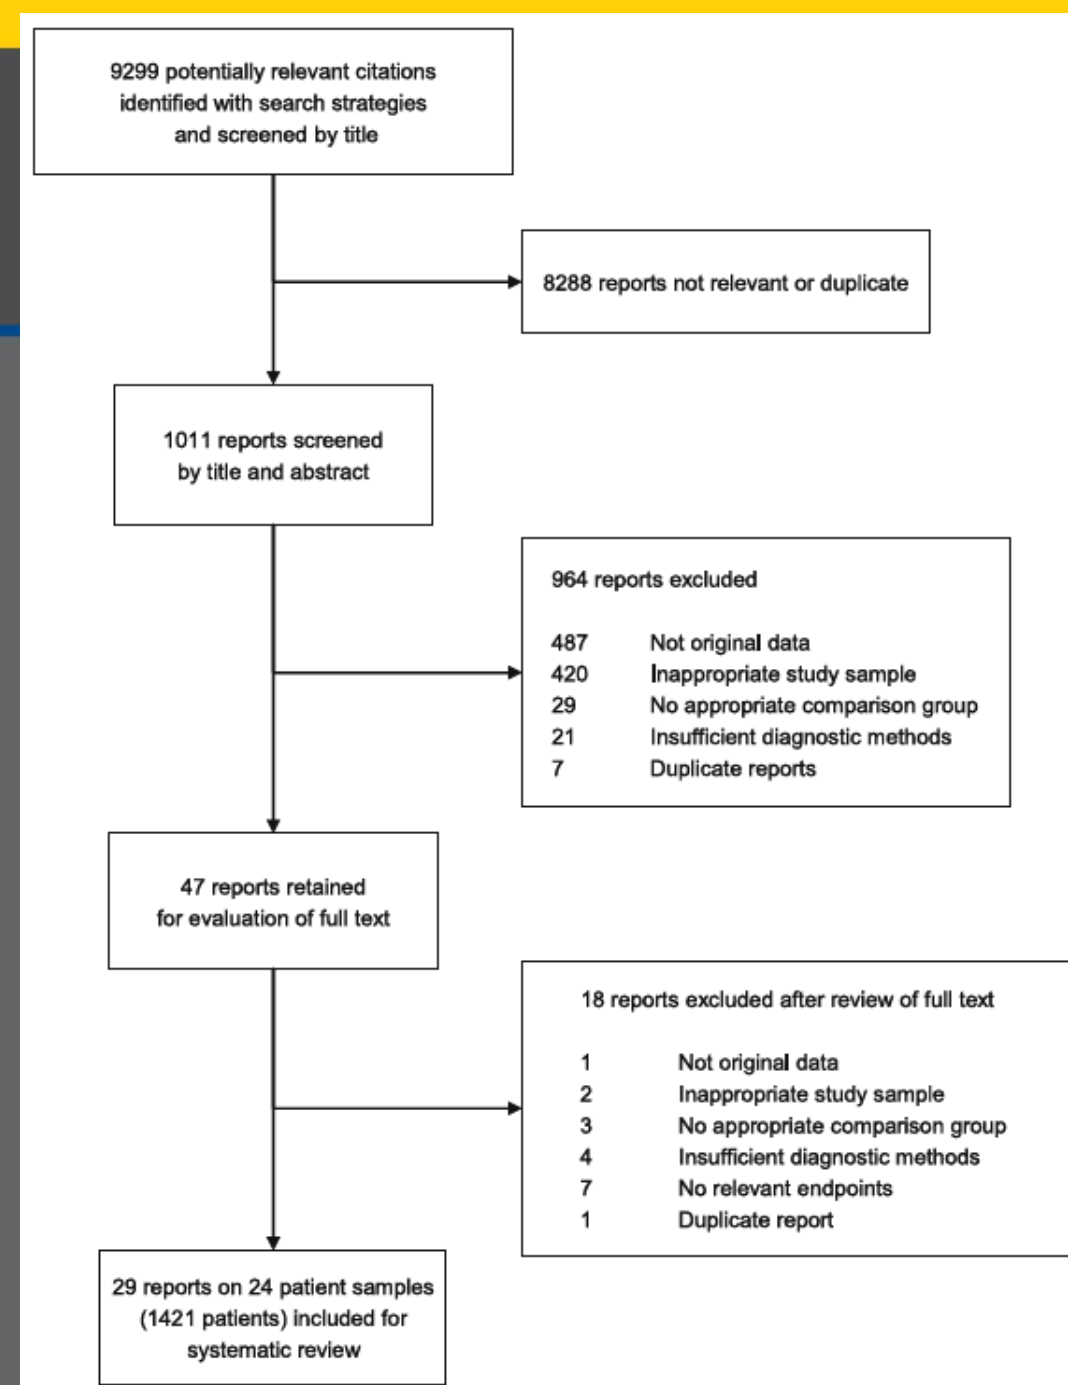 9299 potentially relevant citations
identified with search strategies
and screened by title
8288 reports not relevant or duplicate
1011 reports screened
by title and abstract
964 reports excluded
487 Not original data
420 Inappropriate study sample
29 No appropriate comparison group
21 Insufficient diagnostic methods
7 Duplicate reports
47 reports retained
for evaluation of full text
18 reports excluded after review of full text
1 Not original data
2 Inappropriate study sample
3 No appropriate comparison group
4 Insufficient diagnostic methods
7 No relevant endpoints
1 Duplicate report
29 reports on 24 patient samples
(1421 patients) included for
systematic review